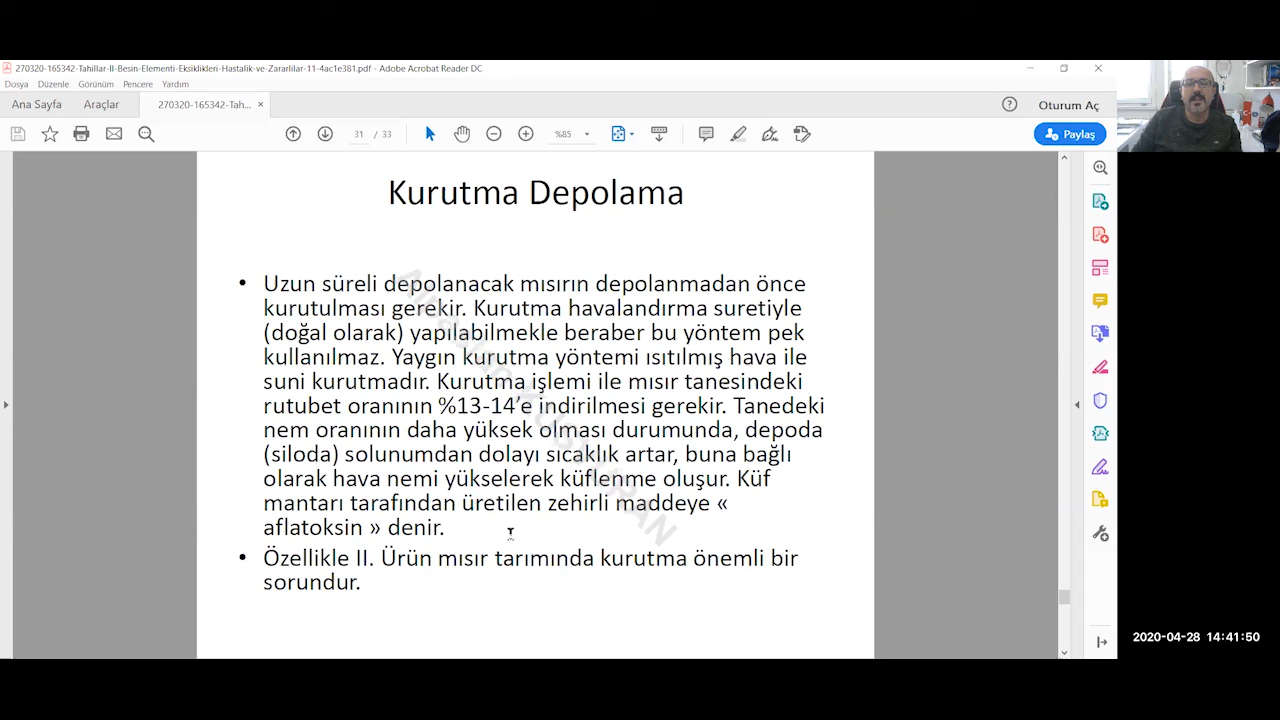 270320-165342-Tahillar-II-Besin-Elementi-Eksiklikleri-Hastalik-ve-Zararlilar-11-4ac1e381.pdf - Adobe Acrobat Reader DC
Dosya Düzenle Görünüm Pencere Yardım
Ana Sayfa Araçlar 270320-165342-Tah... × Oturum Aç
31 / 33 %85 Paylaş
Kurutma Depolama
• Uzun süreli depolanacak mısırın depolanmadan önce
kurutulması gerekir. Kurutma havalandırma suretiyle
(doğal olarak) yapılabilmekle beraber bu yöntem pek
kullanılmaz. Yaygın kurutma yöntemi ısıtılmış hava ile
suni kurutmadır. Kurutma işlemi ile mısır tanesindeki
rutubet oranının %13-14’e indirilmesi gerekir. Tanedeki
nem oranının daha yüksek olması durumunda, depoda
(siloda) solunumdan dolayı sıcaklık artar, buna bağlı
olarak hava nemi yükselerek küflenme oluşur. Küf
mantarı tarafından üretilen zehirli maddeye «
aflatoksin » denir.
• Özellikle II. Ürün mısır tarımında kurutma önemli bir
sorundur.
2020-04-28 14:41:50